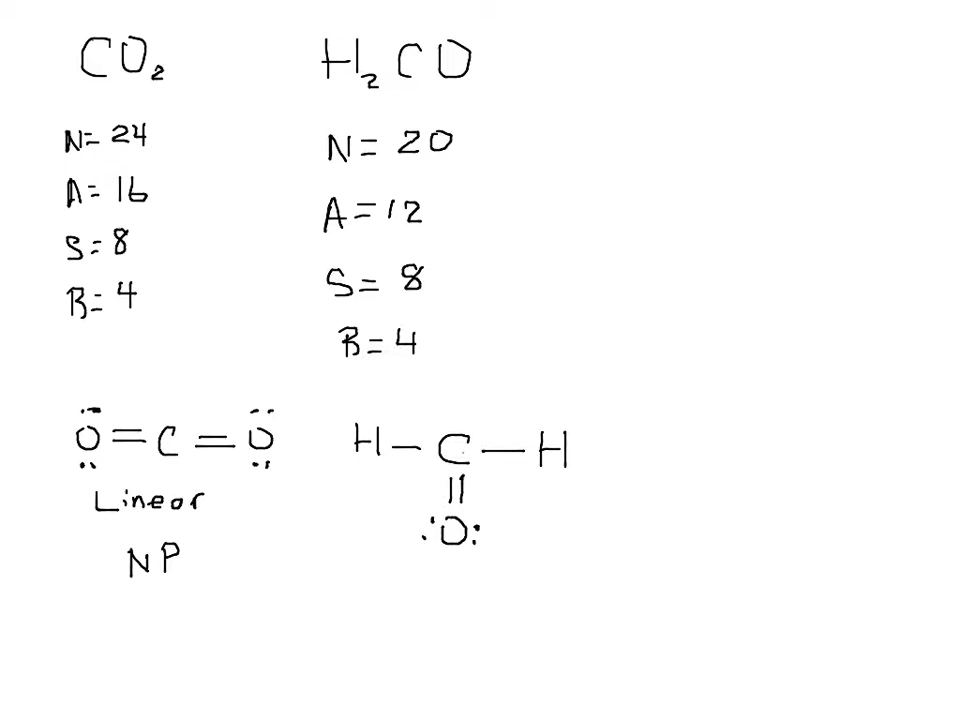 CO₂
N= 24
A= 16
S= 8
B= 4
:Ö=C=Ö:
Linear
NP
H₂CO
N= 20
A=12
S= 8
B=4
H-C-H
||
:O: